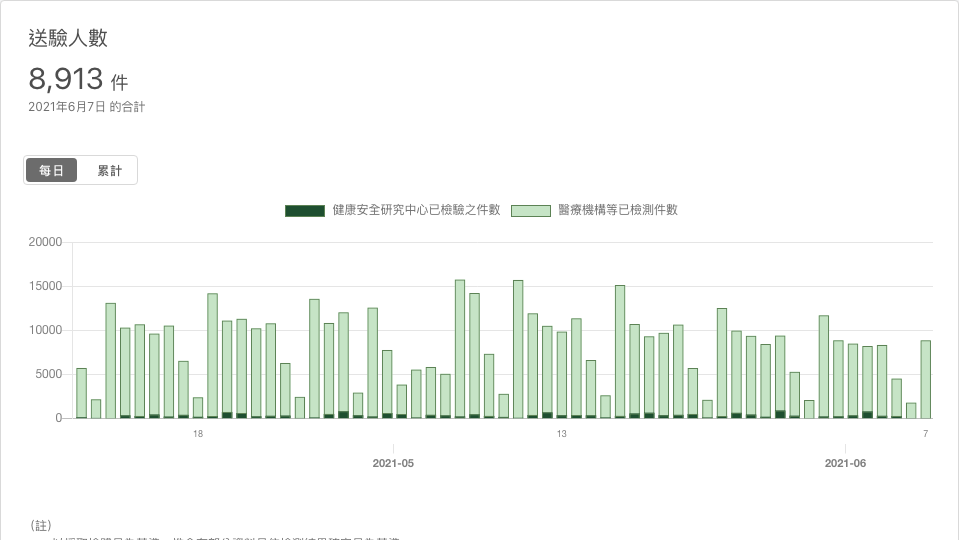 送驗人數
8,913 件
2021年6月7日 的合計
每日 累計
健康安全研究中心已檢驗之件數 醫療機構等已檢測件數
20000
15000
10000
5000
0
18 13 7
2021-05 2021-06
(註)